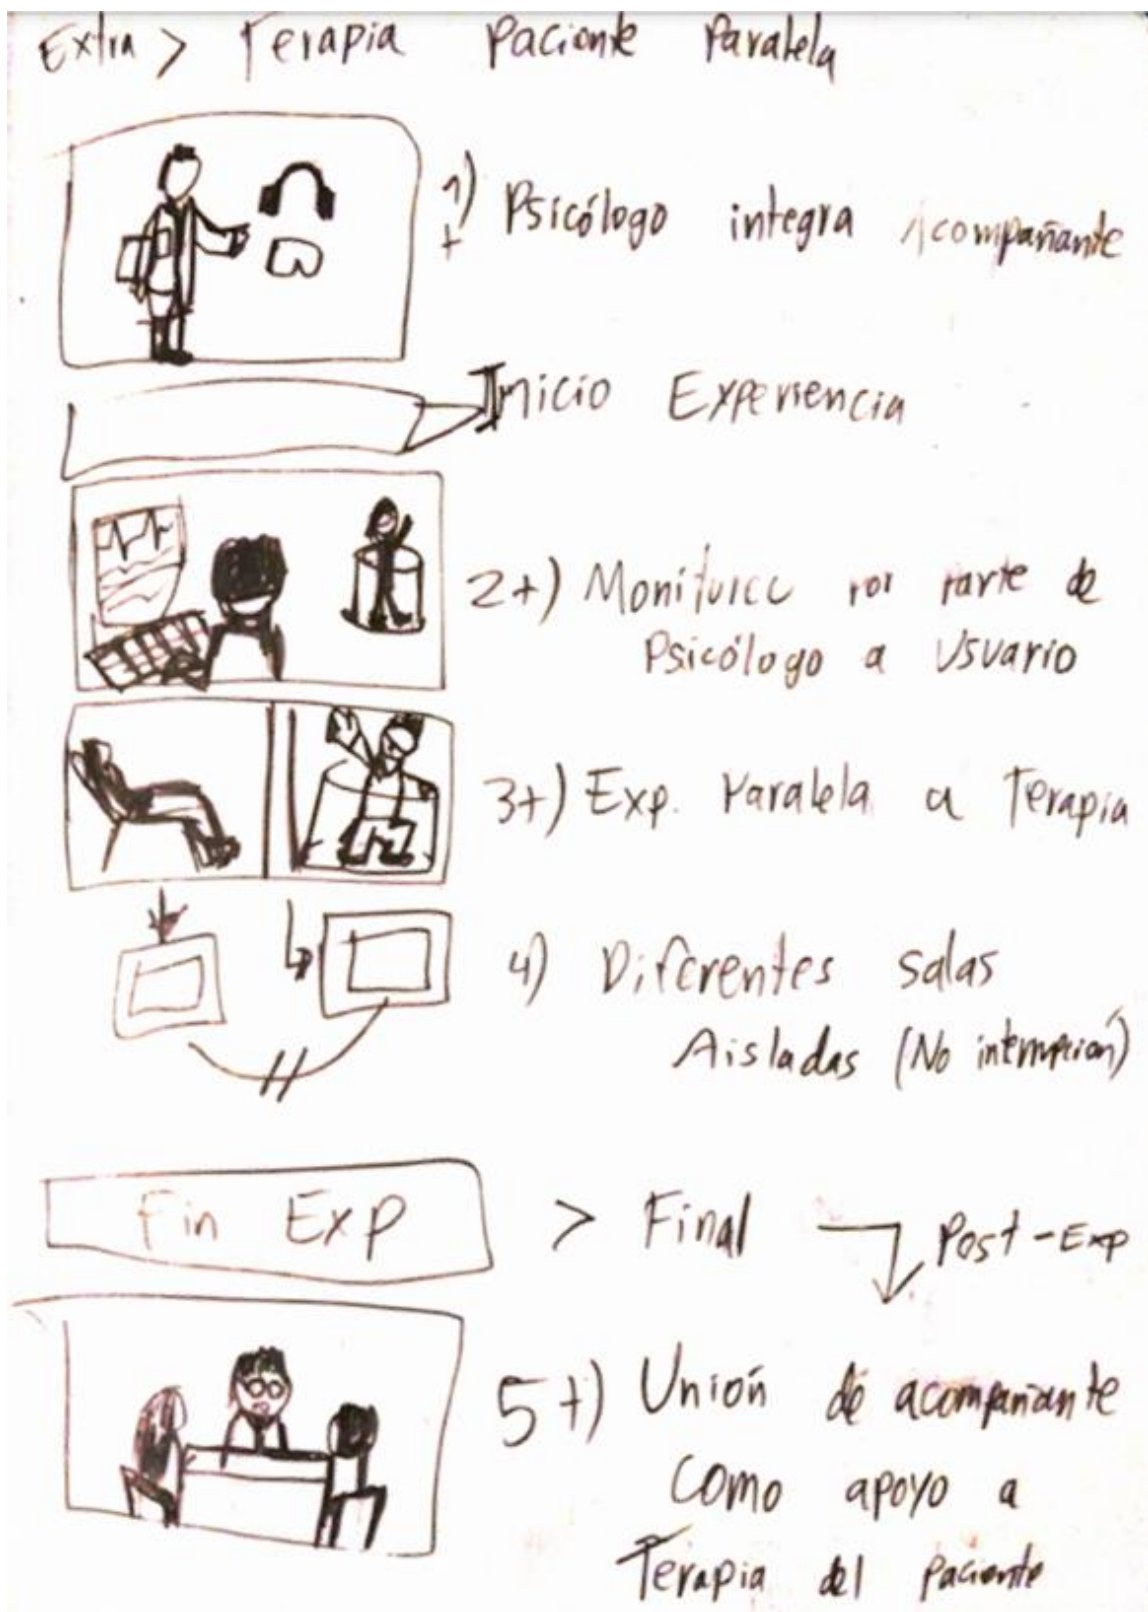 Extra > Terapia Paciente Paralela
1) Psicólogo integra Acompañante
+
Inicio Experiencia
2+) Monitoreo por parte de
Psicólogo a Usuario
3+) Exp. Paralela a Terapia
4) Diferentes salas
Aisladas (No interrupción)
Fin Exp > Final Post-Exp
5+) Unión de acompañante
como apoyo a
Terapia del paciente